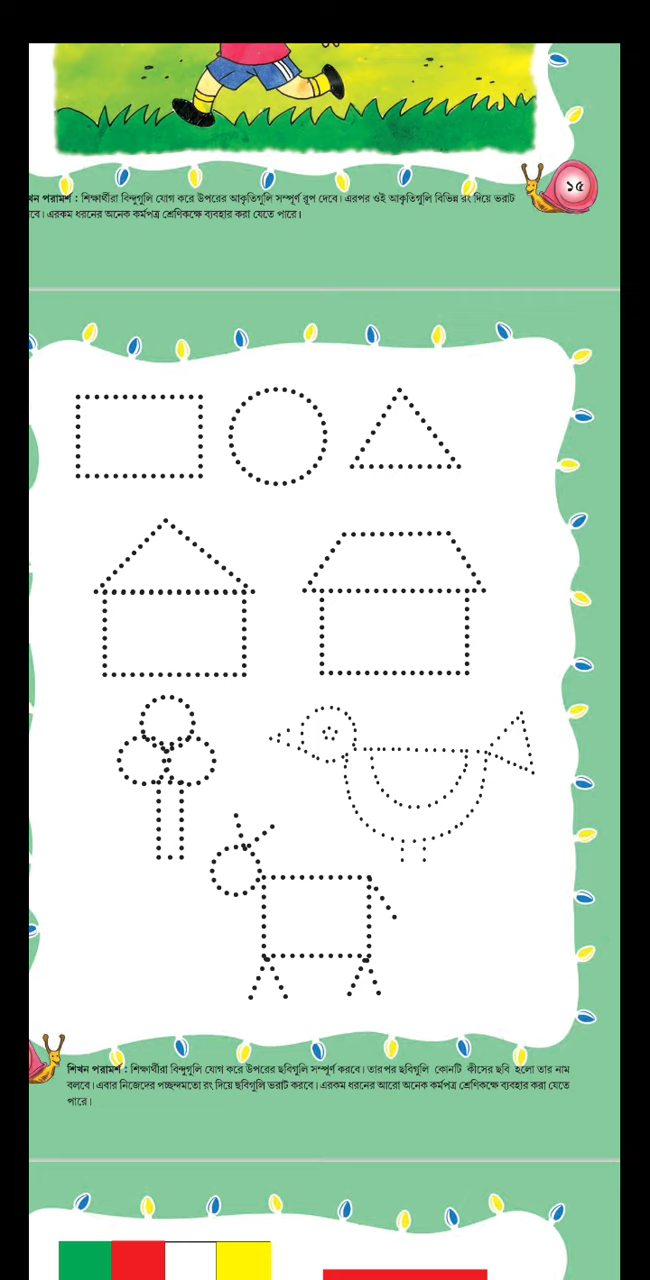 ১৫
খন পরামর্শ : শিক্ষার্থীরা বিন্দুগুলি যোগ করে উপরের আকৃতিগুলি সম্পূর্ণ রূপ দেবে। এরপর ওই আকৃতিগুলি বিভিন্ন রং দিয়ে ভরাট
বে। এরকম ধরনের অনেক কর্মপত্র শ্রেণিকক্ষে ব্যবহার করা যেতে পারে।
শিখন পরামর্শ : শিক্ষার্থীরা বিন্দুগুলি যোগ করে উপরের ছবিগুলি সম্পূর্ণ করবে। তারপর ছবিগুলি কোনটি কীসের ছবি হলো তার নাম
বলবে। এবার নিজেদের পচ্ছন্দমতো রং দিয়ে ছবিগুলি ভরাট করবে। এরকম ধরনের আরো অনেক কর্মপত্র শ্রেণিকক্ষে ব্যবহার করা যেতে
পারে।